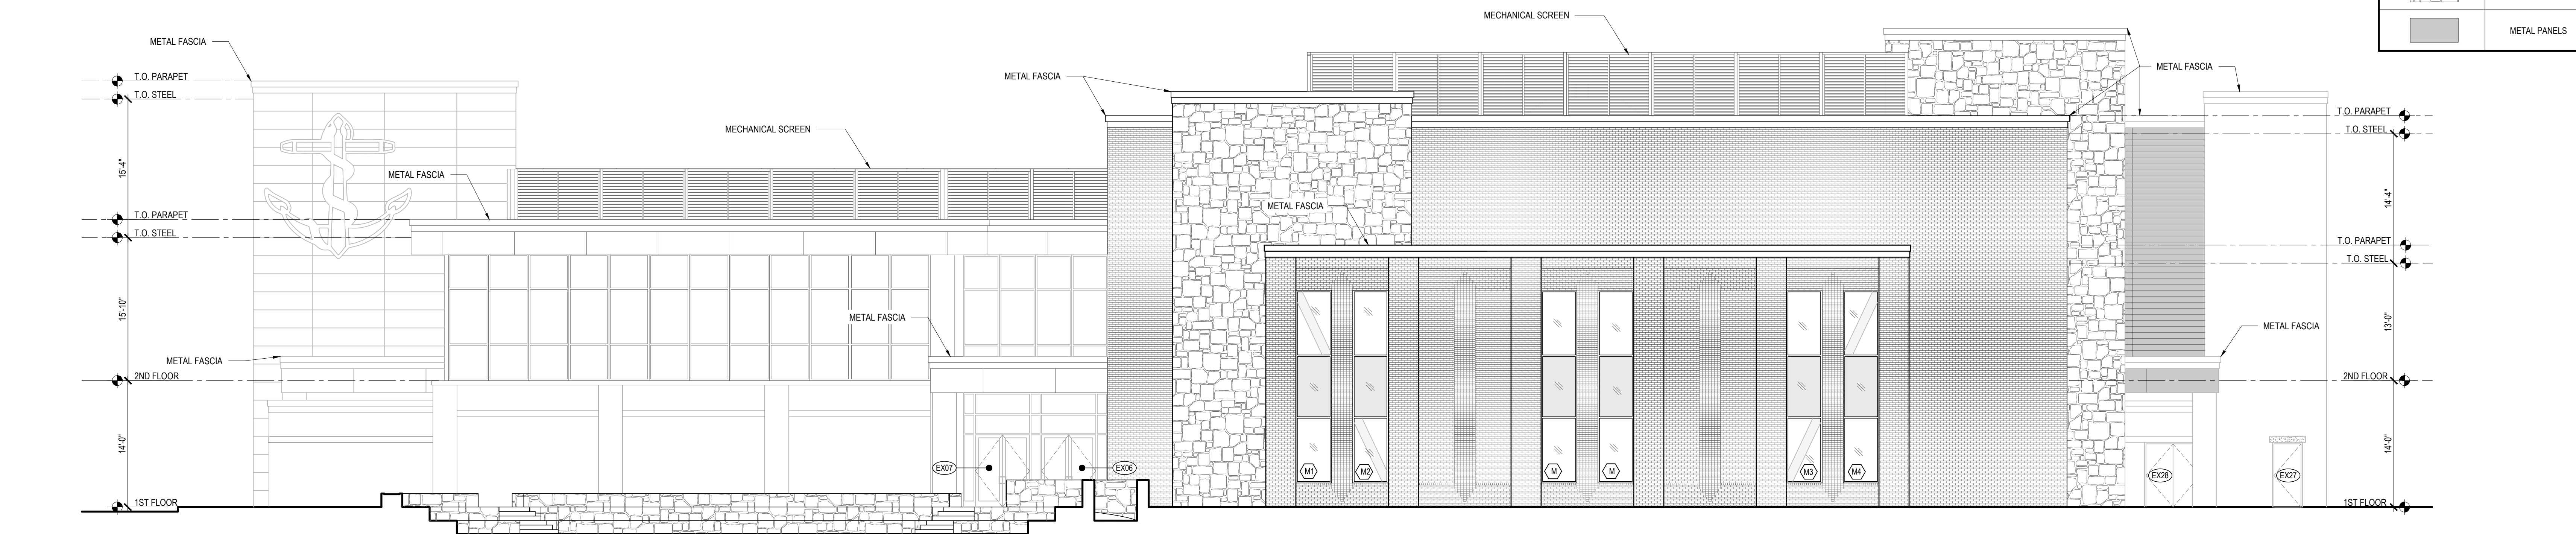 MECHANICAL SCREEN
METAL PANELS
METAL FASCIA
METAL FASCIA
METAL FASCIA
T.O. PARAPET
T.O. STEEL
T.O. PARAPET
T.O. STEEL
MECHANICAL SCREEN
15'-4"
14'-4"
METAL FASCIA
METAL FASCIA
T.O. PARAPET
T.O. STEEL
T.O. PARAPET
T.O. STEEL
15'-10"
13'-0"
METAL FASCIA
METAL FASCIA
METAL FASCIA
2ND FLOOR
2ND FLOOR
14'-0"
14'-0"
EX07
EX06
M1
M2
M
M
M3
M4
EX28
EX27
1ST FLOOR
1ST FLOOR